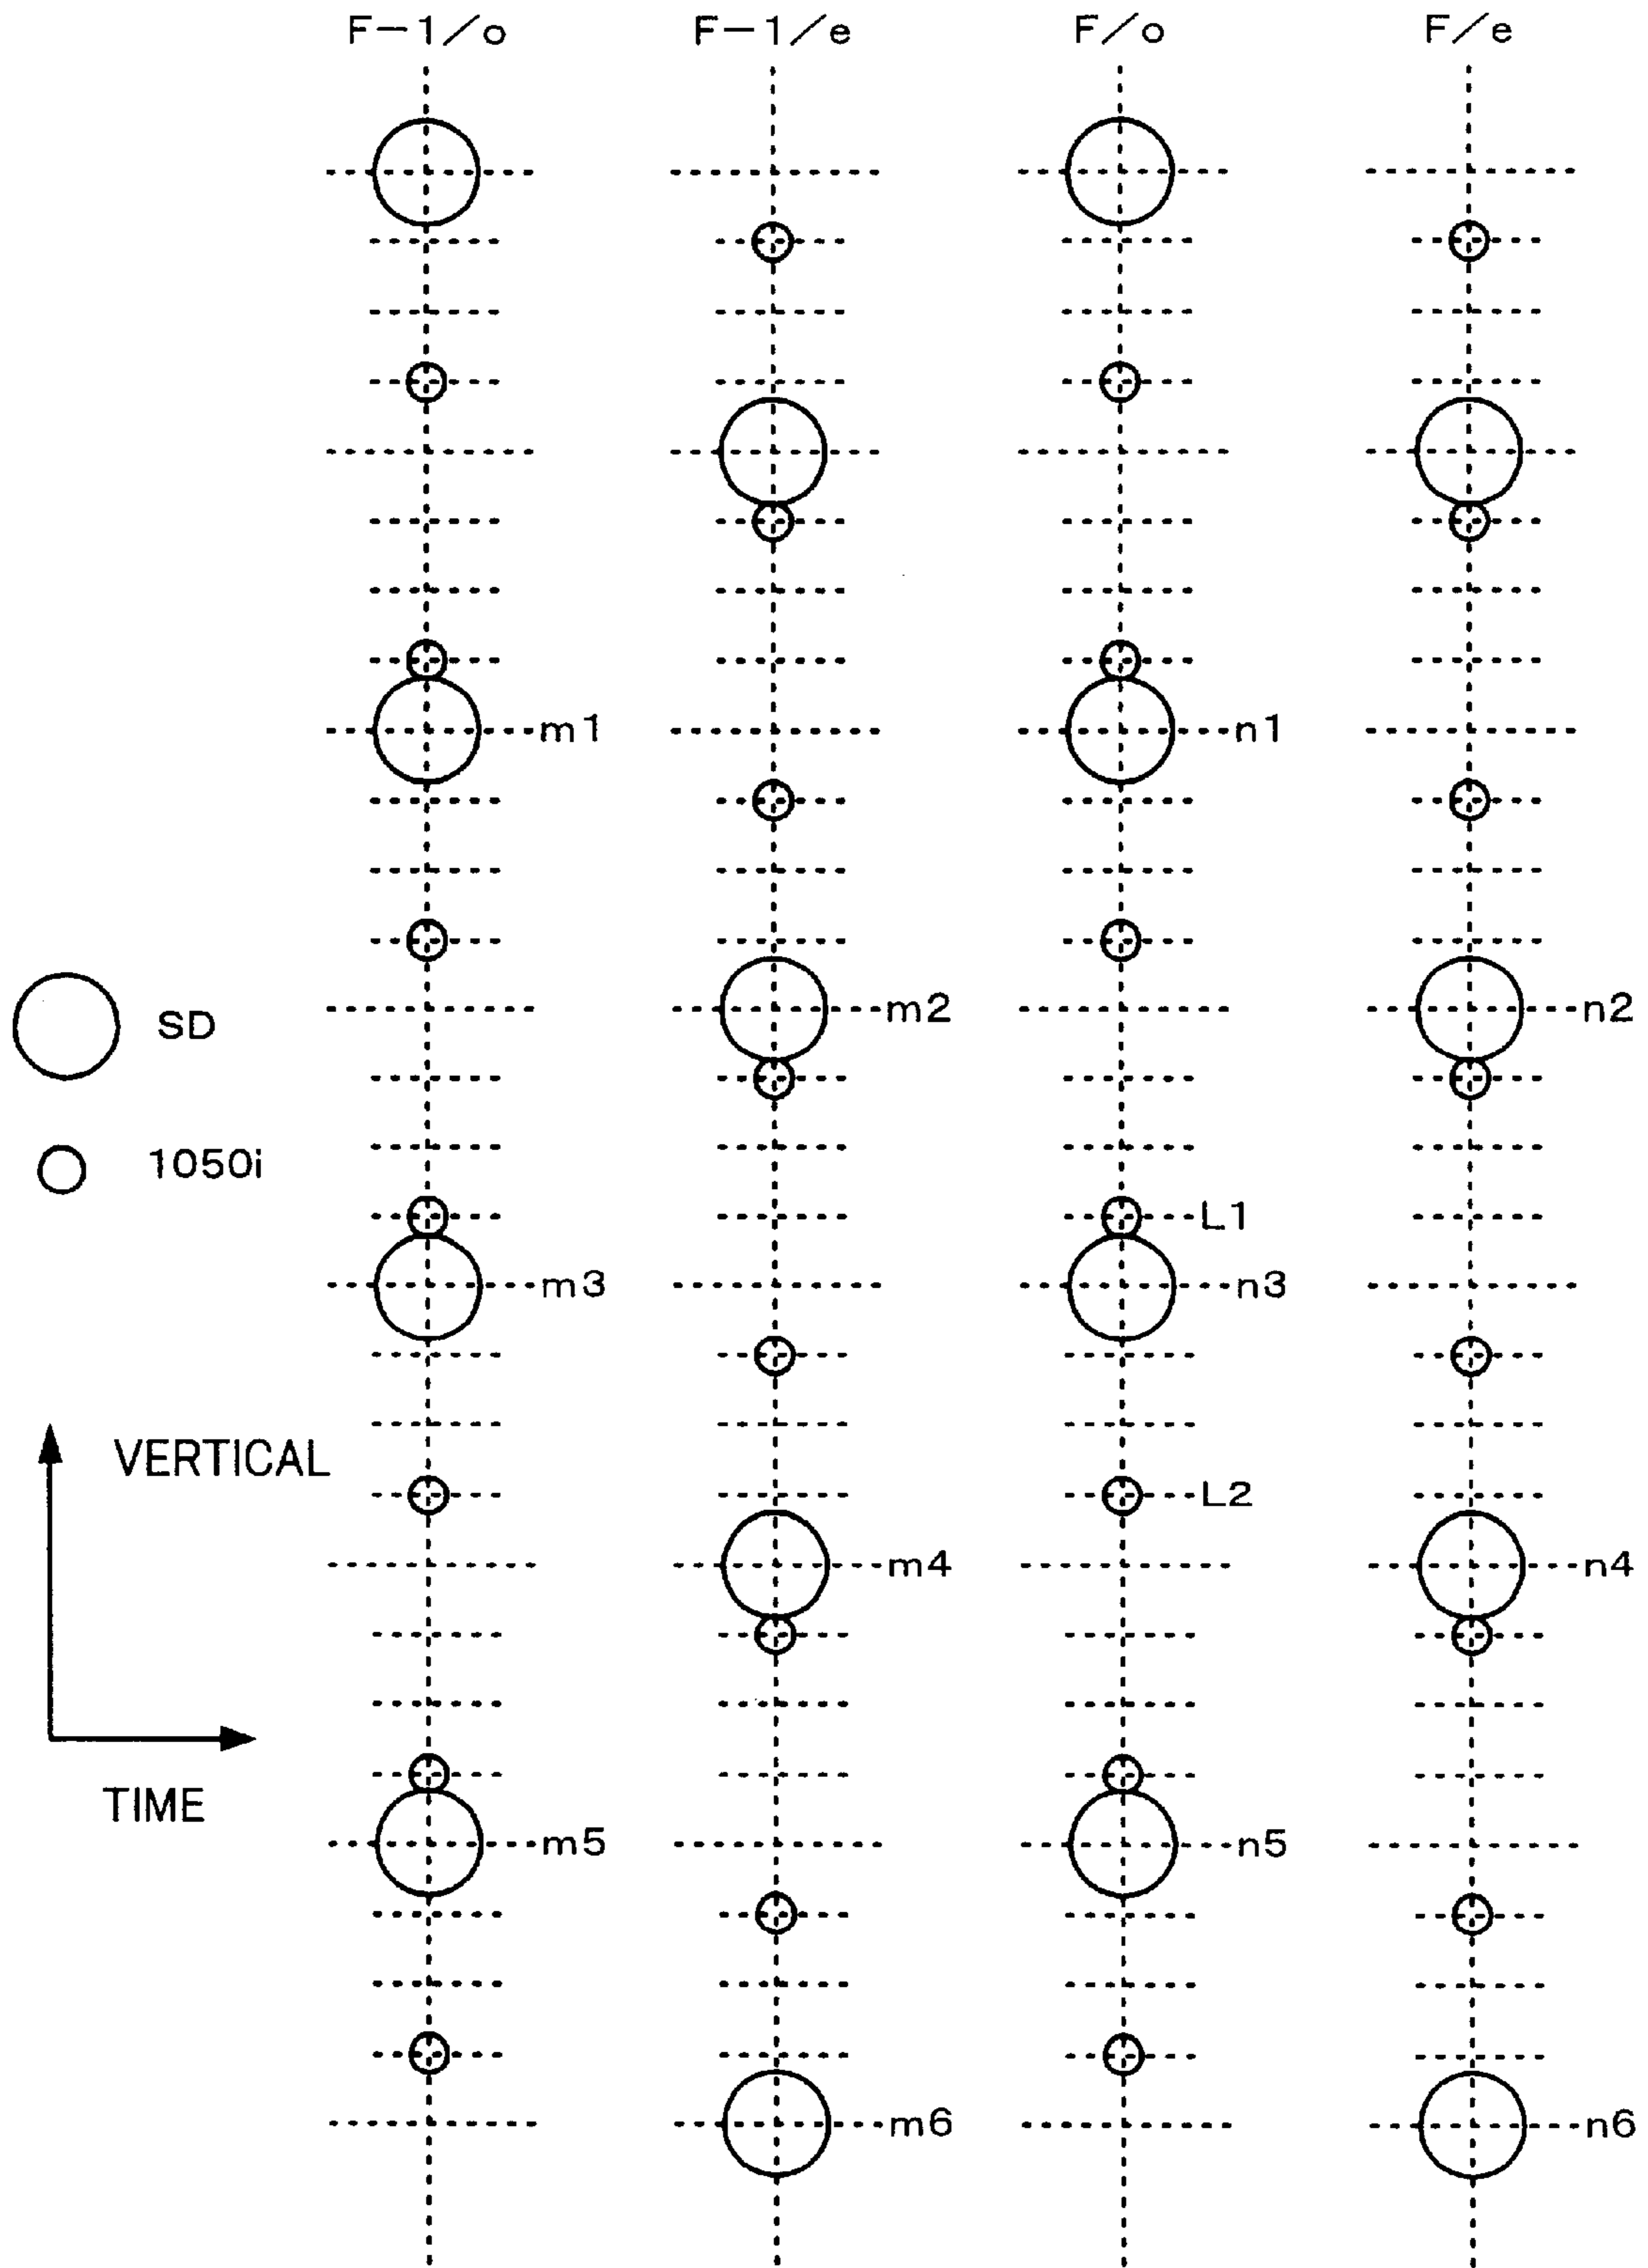 F-1/o F-1/e F/o F/e
m1 n1
m2 n2
SD
1050i
L1
m3 n3
VERTICAL
L2
m4 n4
TIME
m5 n5
m6 n6